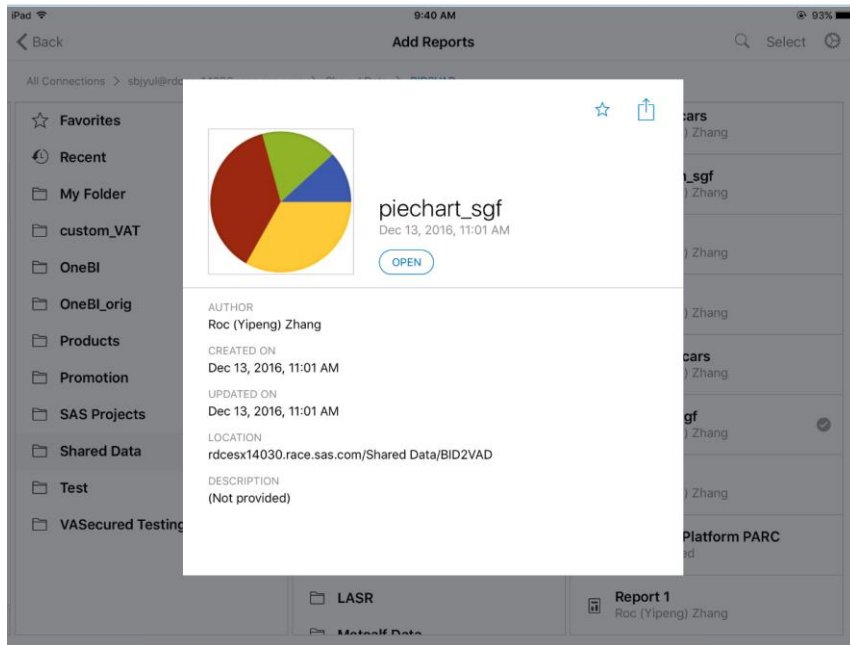 iPad
9:40 AM
93%
Back
Add Reports
Select
All Connections > sbjyul@rdc
Favorites
Recent
My Folder
custom_VAT
OneBI
OneBI_orig
Products
Promotion
SAS Projects
Shared Data
Test
VASecured Testing
piechart_sgf
Dec 13, 2016, 11:01 AM
OPEN
AUTHOR
Roc (Yipeng) Zhang
CREATED ON
Dec 13, 2016, 11:01 AM
UPDATED ON
Dec 13, 2016, 11:01 AM
LOCATION
rdcesx14030.race.sas.com/Shared Data/BID2VAD
DESCRIPTION
(Not provided)
LASR
cars
) Zhang
_sgf
) Zhang
) Zhang
) Zhang
cars
) Zhang
gf
) Zhang
) Zhang
Platform PARC
ed
Report 1
Roc (Yipeng) Zhang